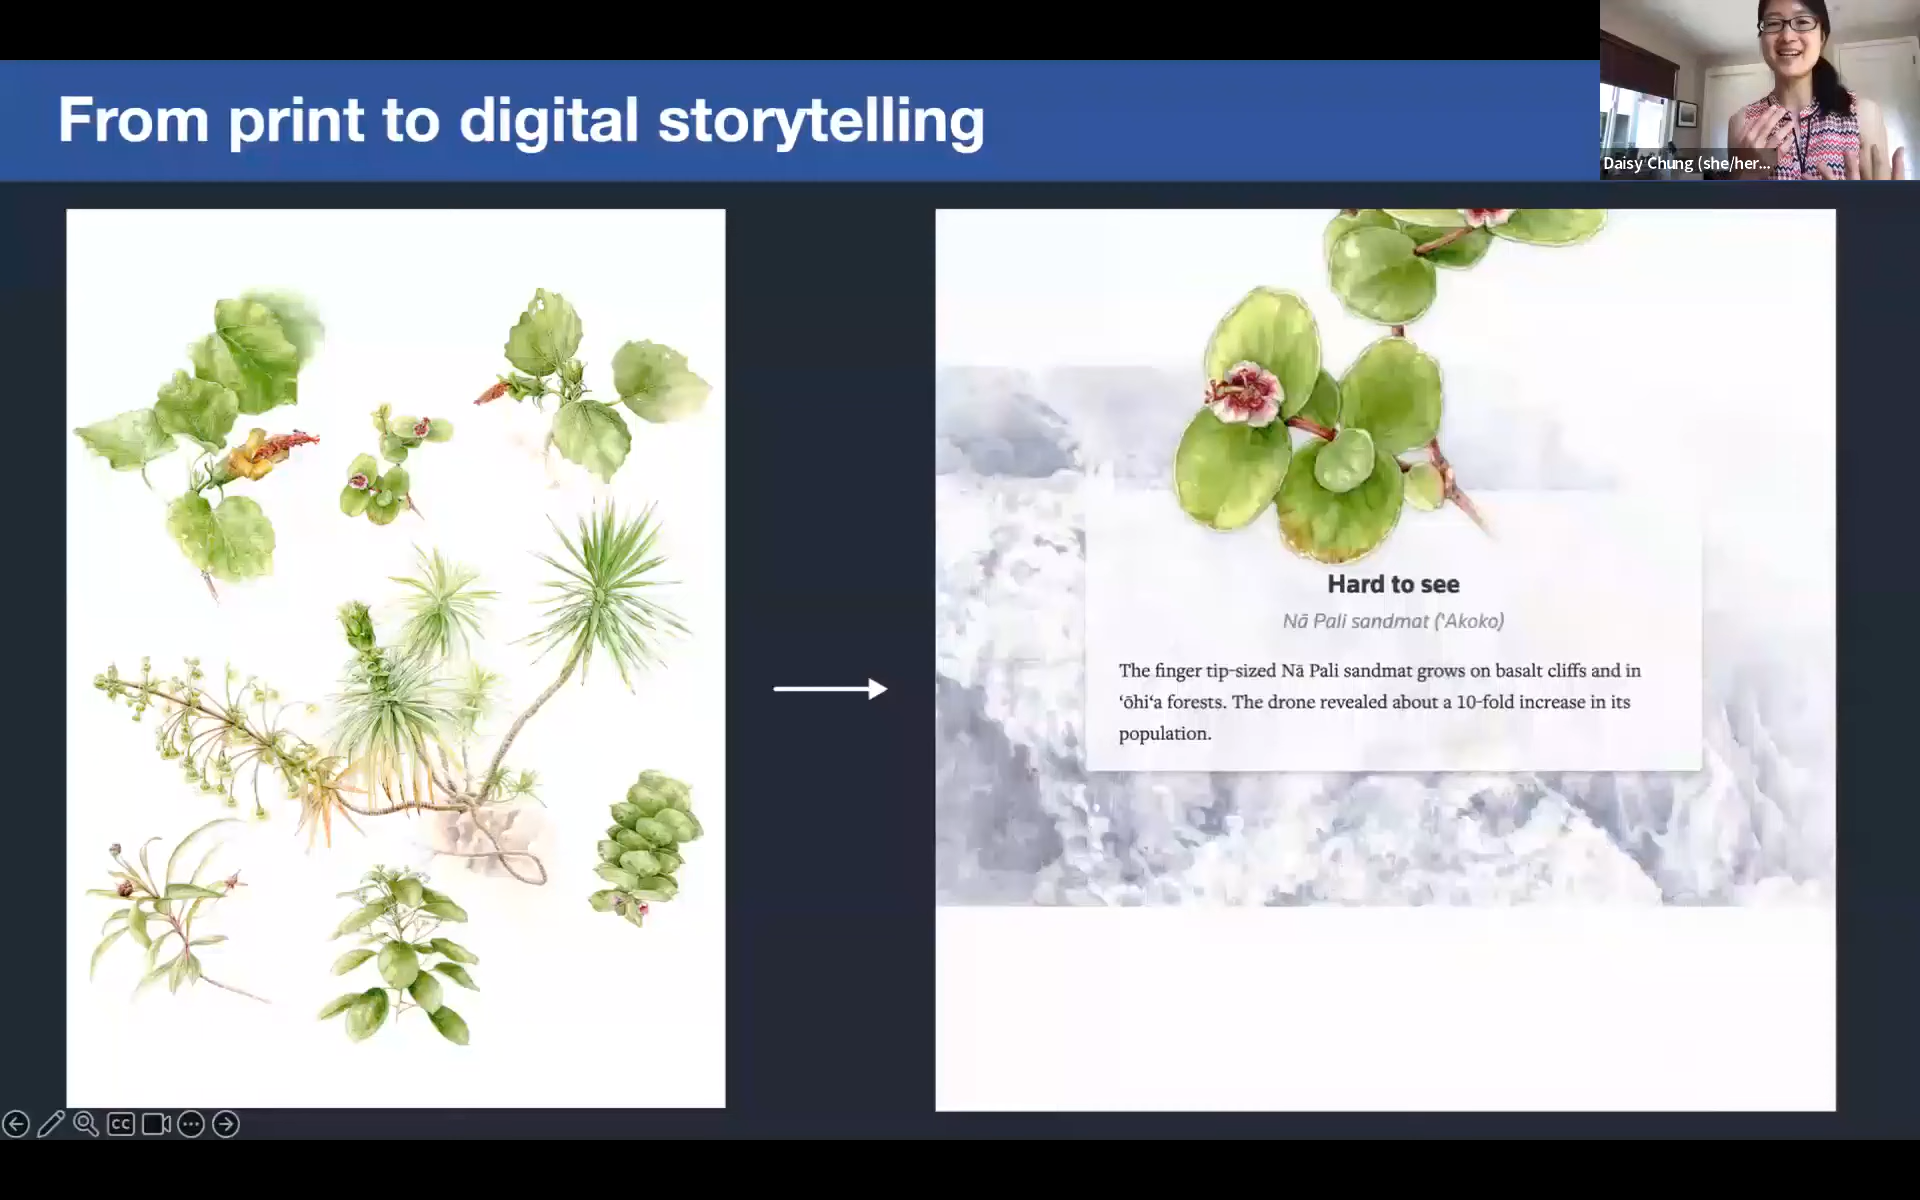 From print to digital storytelling
Daisy Chung (she/her...
Hard to see
Nā Pali sandmat ('Akoko)
The finger tip-sized Nā Pali sandmat grows on basalt cliffs and in
ʻōhiʻa forests. The drone revealed about a 10-fold increase in its
population.
CC